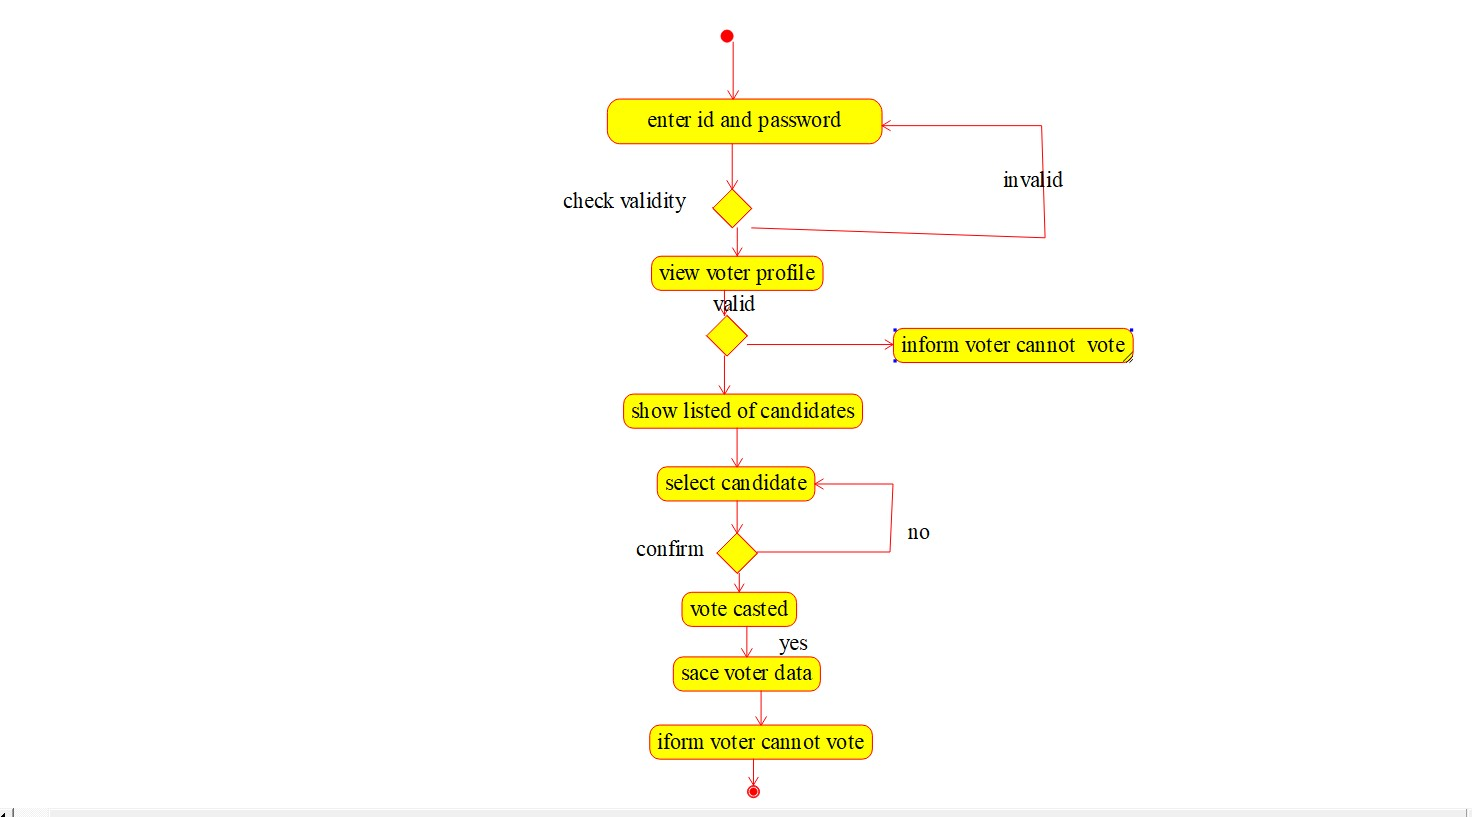 enter id and password
invalid
check validity
view voter profile
valid
inform voter cannot  vote
show listed of candidates
select candidate
no
confirm
vote casted
yes
sace voter data
iform voter cannot vote